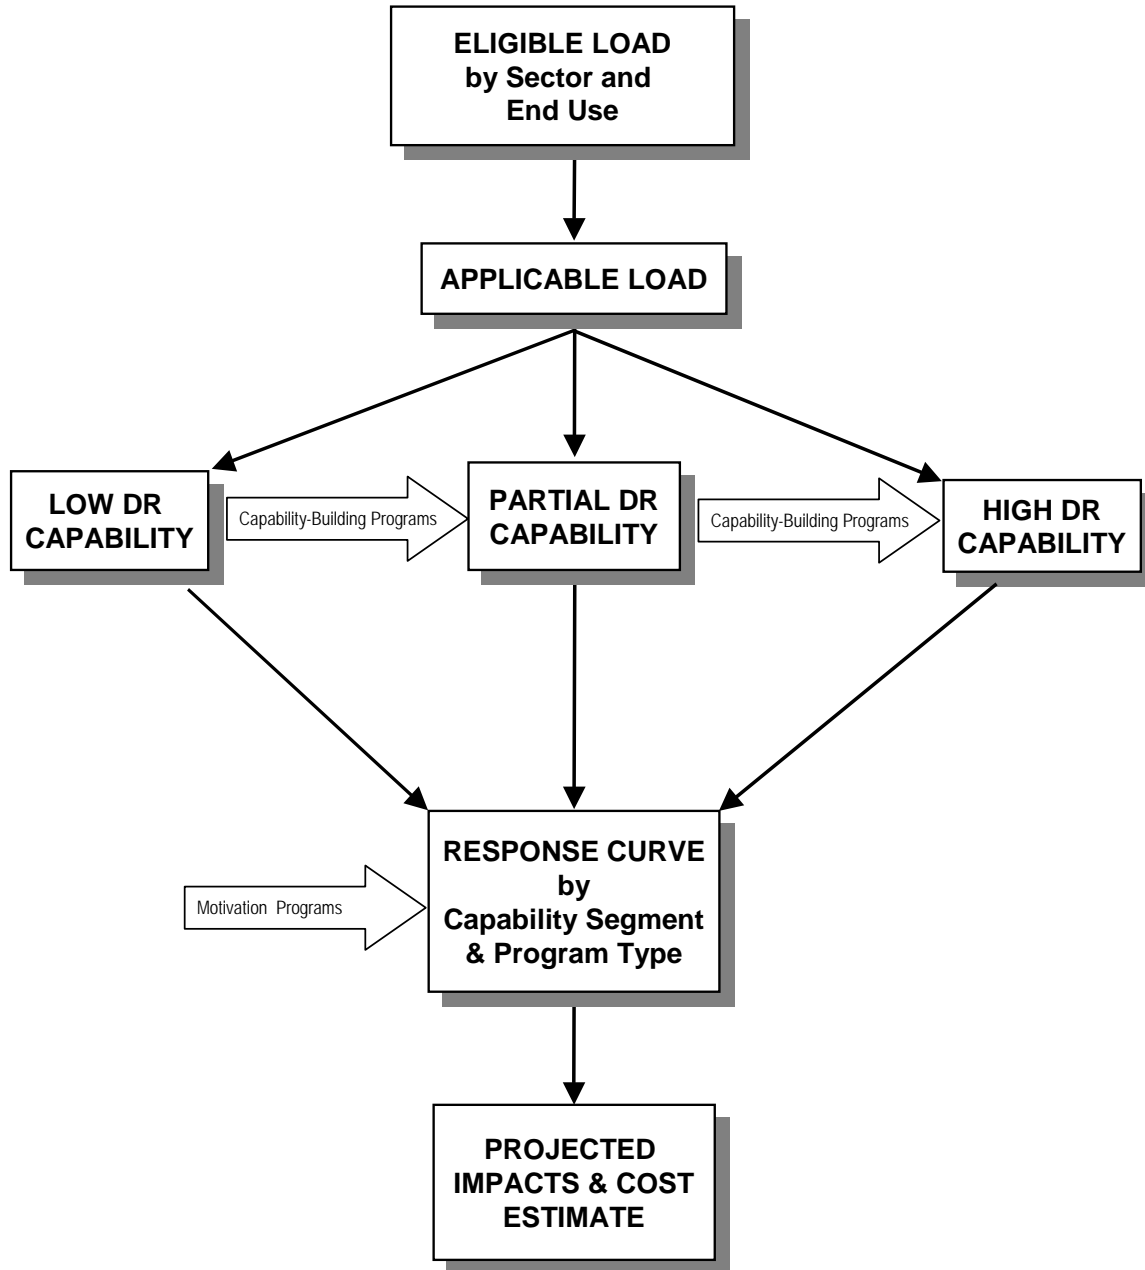 ELIGIBLE LOAD
by Sector and
End Use
APPLICABLE LOAD
LOW DR
CAPABILITY
Capability-Building Programs
PARTIAL DR
CAPABILITY
Capability-Building Programs
HIGH DR
CAPABILITY
Motivation Programs
RESPONSE CURVE
by
Capability Segment
& Program Type
PROJECTED
IMPACTS & COST
ESTIMATE